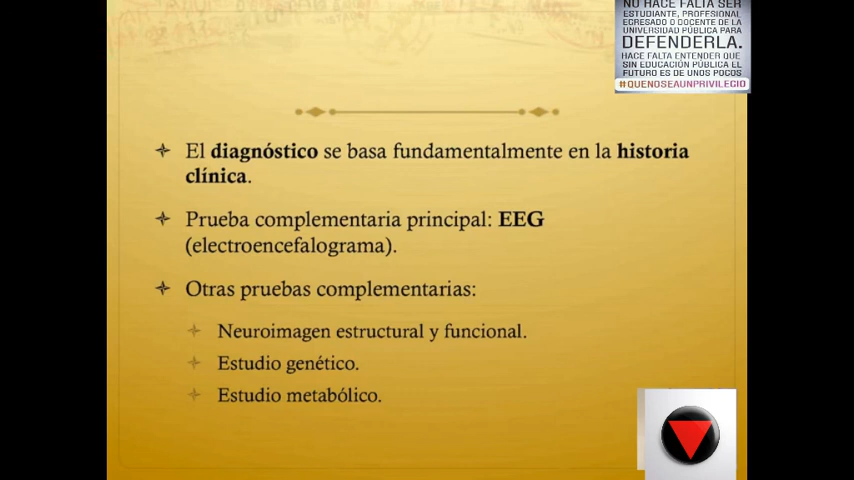 NO HACE FALTA SER
ESTUDIANTE, PROFESIONAL
EGRESADO O DOCENTE DE LA
UNIVERSIDAD PÚBLICA PARA
DEFENDERLA.
HACE FALTA ENTENDER QUE
SIN EDUCACIÓN PÚBLICA EL
FUTURO ES DE UNOS POCOS
#QUENOSEAUNPRIVILEGIO
El diagnóstico se basa fundamentalmente en la historia
clínica.
Prueba complementaria principal: EEG
(electroencefalograma).
Otras pruebas complementarias:
Neuroimagen estructural y funcional.
Estudio genético.
Estudio metabólico.